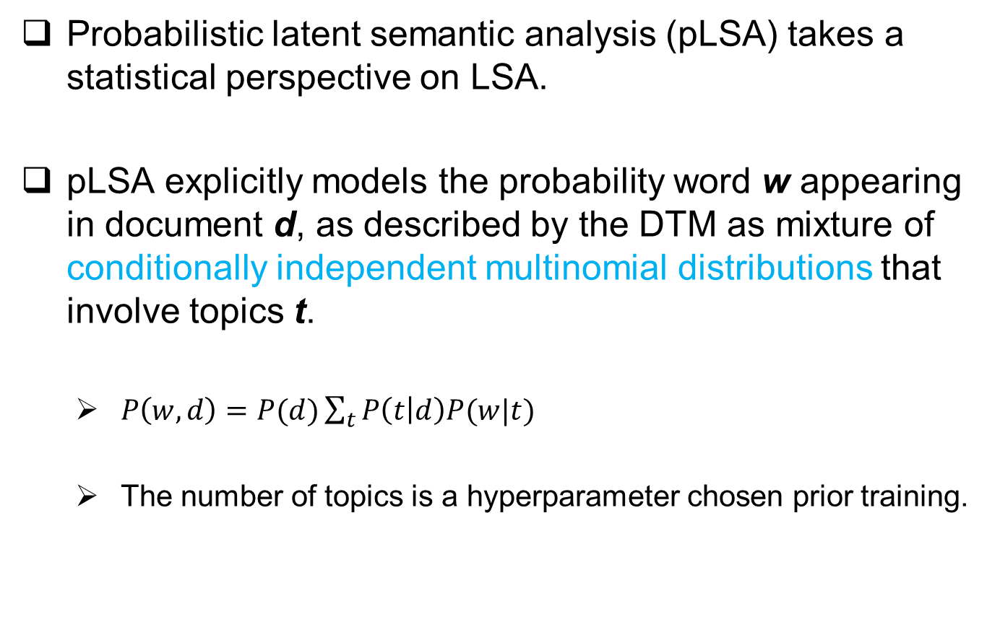 ❑ Probabilistic latent semantic analysis (pLSA) takes a
statistical perspective on LSA.
❑ pLSA explicitly models the probability word w appearing
in document d, as described by the DTM as mixture of
conditionally independent multinomial distributions that
involve topics t.
➢ P(w, d) = P(d) ∑ₜ P(t|d)P(w|t)
➢ The number of topics is a hyperparameter chosen prior training.